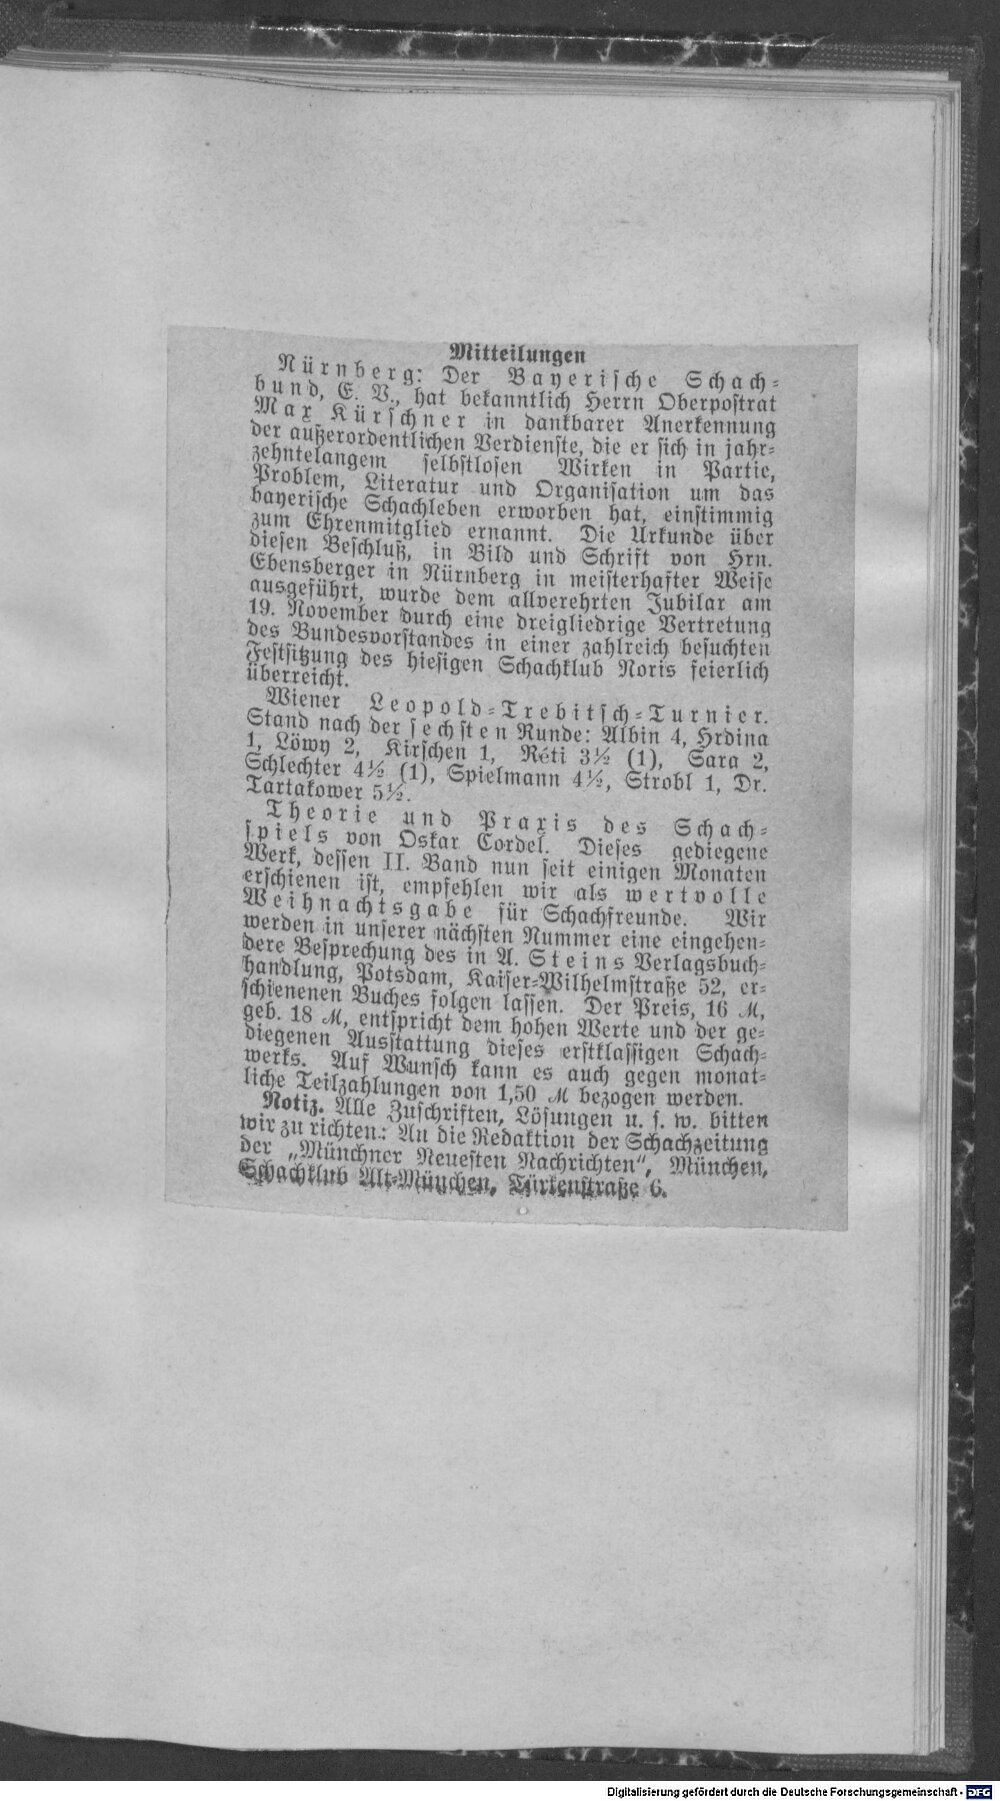 Mitteilungen
Nürnberg: Der Bayerische Schach-
bund, E. V., hat bekanntlich Herrn Oberpostrat
Max Kürschner in dankbarer Anerkennung
der außerordentlichen Verdienste, die er sich in jahr-
zehntelangem selbstlosen Wirken in Partie,
Problem, Literatur und Organisation um das
bayerische Schachleben erworben hat, einstimmig
zum Ehrenmitglied ernannt. Die Urkunde über
diesen Beschluß, in Bild und Schrift von Hrn.
Ebensberger in Nürnberg in meisterhafter Weise
ausgeführt, wurde dem allverehrten Jubilar am
19. November durch eine dreigliedrige Vertretung
des Bundesvorstandes in einer zahlreich besuchten
Festsitzung des hiesigen Schachklub Noris feierlich
überreicht.
Wiener Leopold-Trebitsch-Turnier.
Stand nach der sechsten Runde: Albin 4, Hrdina
1, Löwy 2, Kirschen 1, Réti 3½ (1), Sara 2,
Schlechter 4½ (1), Spielmann 4½, Strobl 1, Dr.
Tartakower 5½.
Theorie und Praxis des Schach-
spiels von Oskar Cordel. Dieses gediegene
Werk, dessen II. Band nun seit einigen Monaten
erschienen ist, empfehlen wir als wertvolle
Weihnachtsgabe für Schachfreunde. Wir
werden in unserer nächsten Nummer eine eingehen-
dere Besprechung des in A. Steins Verlagsbuch-
handlung, Potsdam, Kaiser-Wilhelmstraße 52, er-
schienenen Buches folgen lassen. Der Preis, 16 M,
geb. 18 M, entspricht dem hohen Werte und der ge-
diegenen Ausstattung dieses erstklassigen Schach-
werks. Auf Wunsch kann es auch gegen monat-
liche Teilzahlungen von 1,50 M bezogen werden.
Notiz. Alle Zuschriften, Lösungen u. s. w. bitten
wir zu richten: An die Redaktion der Schachzeitung
der „Münchner Neuesten Nachrichten“, München,
Schachklub Alt-München, Türkenstraße 6.
Digitalisierung gefördert durch die Deutsche Forschungsgemeinschaft - DFG